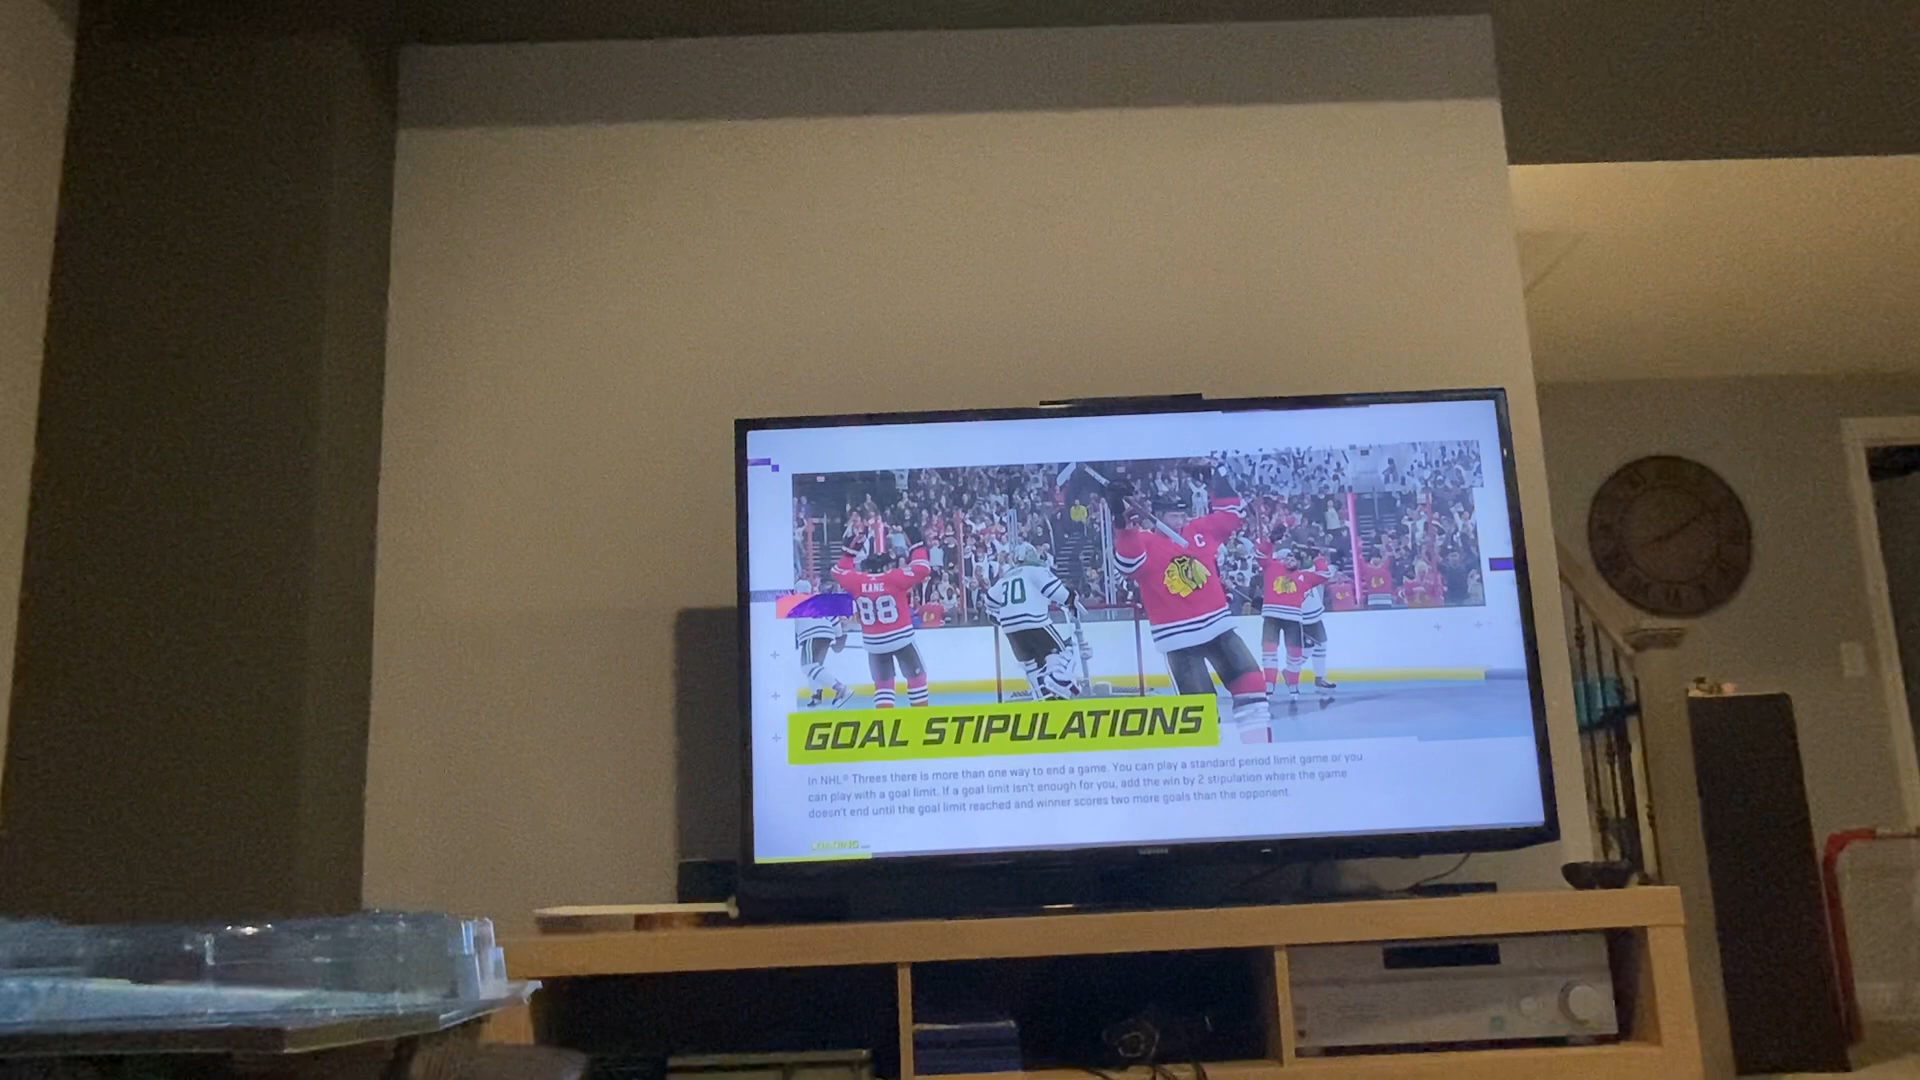 C
A
KANE
88
30
GOAL STIPULATIONS
In NHL® Threes there is more than one way to end a game. You can play a standard period limit game or you
can play with a goal limit. If a goal limit isn't enough for you, add the win by 2 stipulation where the game
doesn't end until the goal limit reached and winner scores two more goals than the opponent.
LOADING...